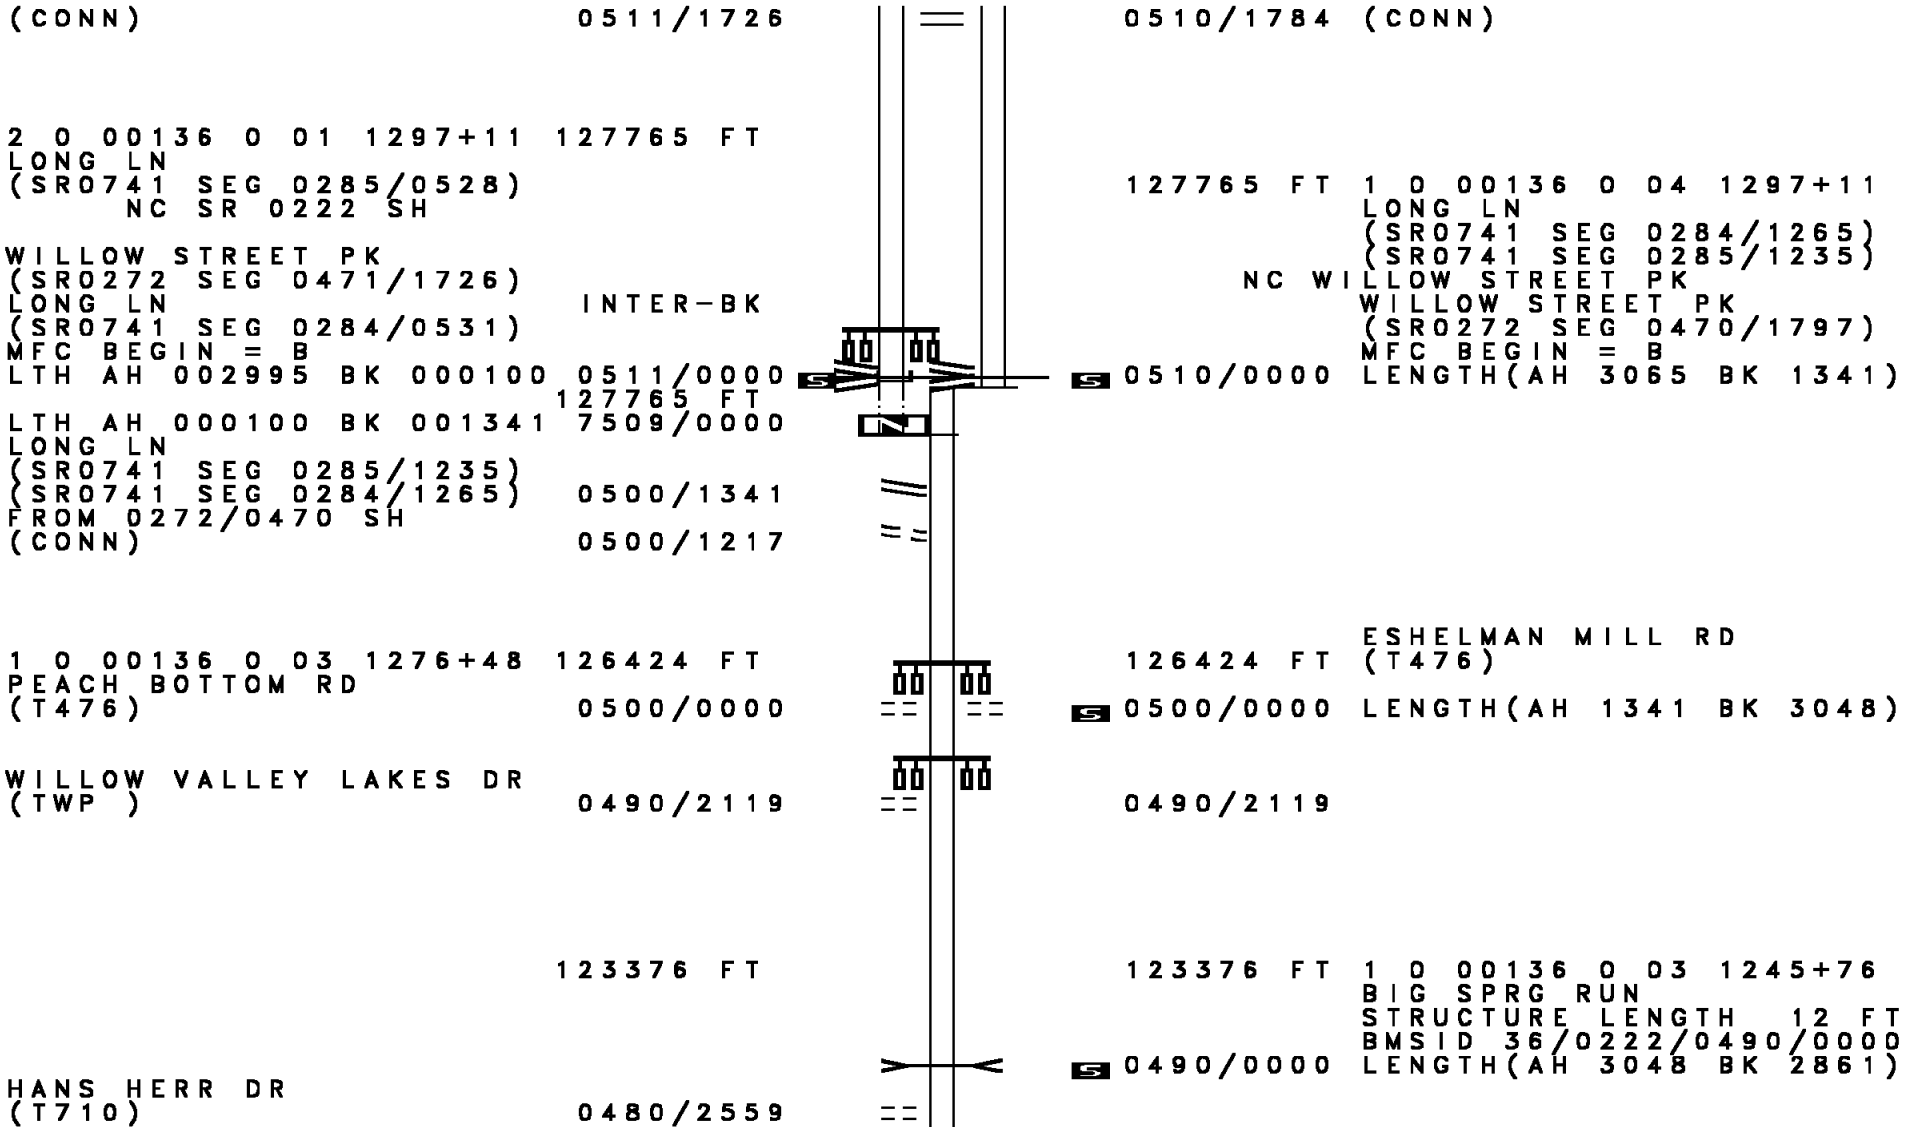 (CONN) 0511/1726 0510/1784 (CONN)
2 0 00136 0 01 1297+11 127765 FT
LONG LN
(SR0741 SEG 0285/0528)
127765 FT 1 0 00136 0 04 1297+11
NC SR 0222 SH
LONG LN
(SR0741 SEG 0284/1265)
WILLOW STREET PK
(SR0741 SEG 0285/1235)
(SR0272 SEG 0471/1726)
NC WILLOW STREET PK
LONG LN INTER-BK
WILLOW STREET PK
(SR0741 SEG 0284/0531)
(SR0272 SEG 0470/1797)
MFC BEGIN = B
MFC BEGIN = B
LTH AH 002995 BK 000100 0511/0000 S S 0510/0000 LENGTH(AH 3065 BK 1341)
127765 FT
LTH AH 000100 BK 001341 7509/0000
LONG LN
(SR0741 SEG 0285/1235)
(SR0741 SEG 0284/1265) 0500/1341
FROM 0272/0470 SH
(CONN) 0500/1217
ESHELMAN MILL RD
1 0 00136 0 03 1276+48 126424 FT 126424 FT (T476)
PEACH BOTTOM RD
(T476) 0500/0000 S 0500/0000 LENGTH(AH 1341 BK 3048)
WILLOW VALLEY LAKES DR
(TWP ) 0490/2119 0490/2119
123376 FT 123376 FT 1 0 00136 0 03 1245+76
BIG SPRG RUN
STRUCTURE LENGTH 12 FT
BMSID 36/0222/0490/0000
S 0490/0000 LENGTH(AH 3048 BK 2861)
HANS HERR DR
(T710) 0480/2559